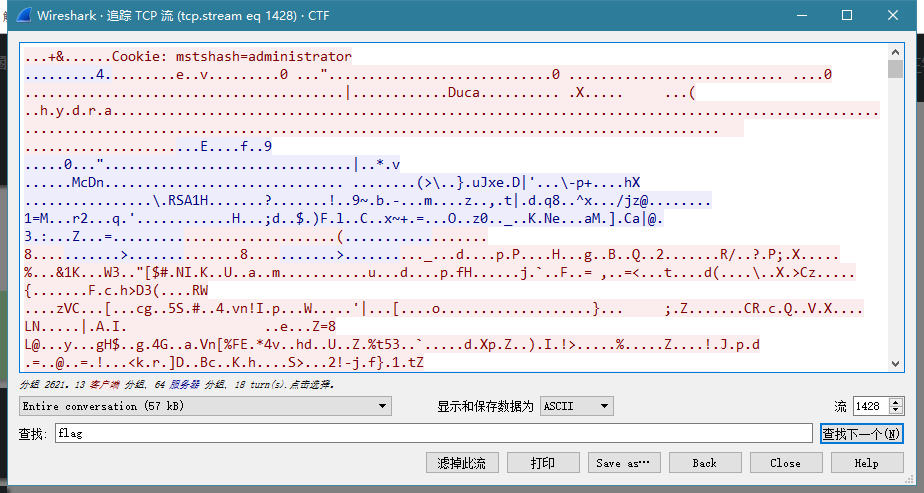 Wireshark · 追踪 TCP 流 (tcp.stream eq 1428) · CTF
...+&......Cookie: mstshash=administrator
.........4.........e..v.........0 ..."............................0 ........................... ....0
........................................|............Duca.......... .X..... ...(
..h.y.d.r.a................................................................................................
.......................................................................................
......................E....f..9
.....0..."...............................|..*.v
......McDn............................... .........(>\..}.uJxe.D|'...\-p+....hX
................\.RSA1H.......?.......!..9~.b.-...m....z..,.t|.d.q8..^x.../jz@........
1=M...r2...q.'............H...;d..$.)F.l..C..x~+.=...O..z0.._..K.Ne...aM.].Ca|@.
3.:...Z...=............................(..................
8...........>..............8...........>..........._...d....p.P....H...g..B..Q..2.......R/..?.P;.X.....
%...&1K...W3.."[$#.NI.K..U..a..m...........u...d....p.fH......j.`..F..= ,..=<...t....d(....\..X.>Cz.....
{.......F.c.h>D3(....RW
....zVC...[...cg..5S.#..4.vn!I.p...W.....'|...[....o...................}... ;.Z.......CR.c.Q..V.X....
LN.....|.A.I. ..e...Z=8
L@...y...gH$..g.4G..a.Vn[%FE.*4v..hd..U..Z.%t53..`.....d.Xp.Z..).I.!>.....%.....Z....!.J.p.d
.=..@..=.!...<k.r.]D..Bc..K.h....S>...2!-j.f}.1.tZ
分组 2621。13 客户端 分组, 64 服务器 分组, 18 turn(s).点击选择。
Entire conversation (57 kB)
显示和保存数据为 ASCII
流 1428
查找: flag
查找下一个(N)
滤掉此流 打印 Save as… Back Close Help